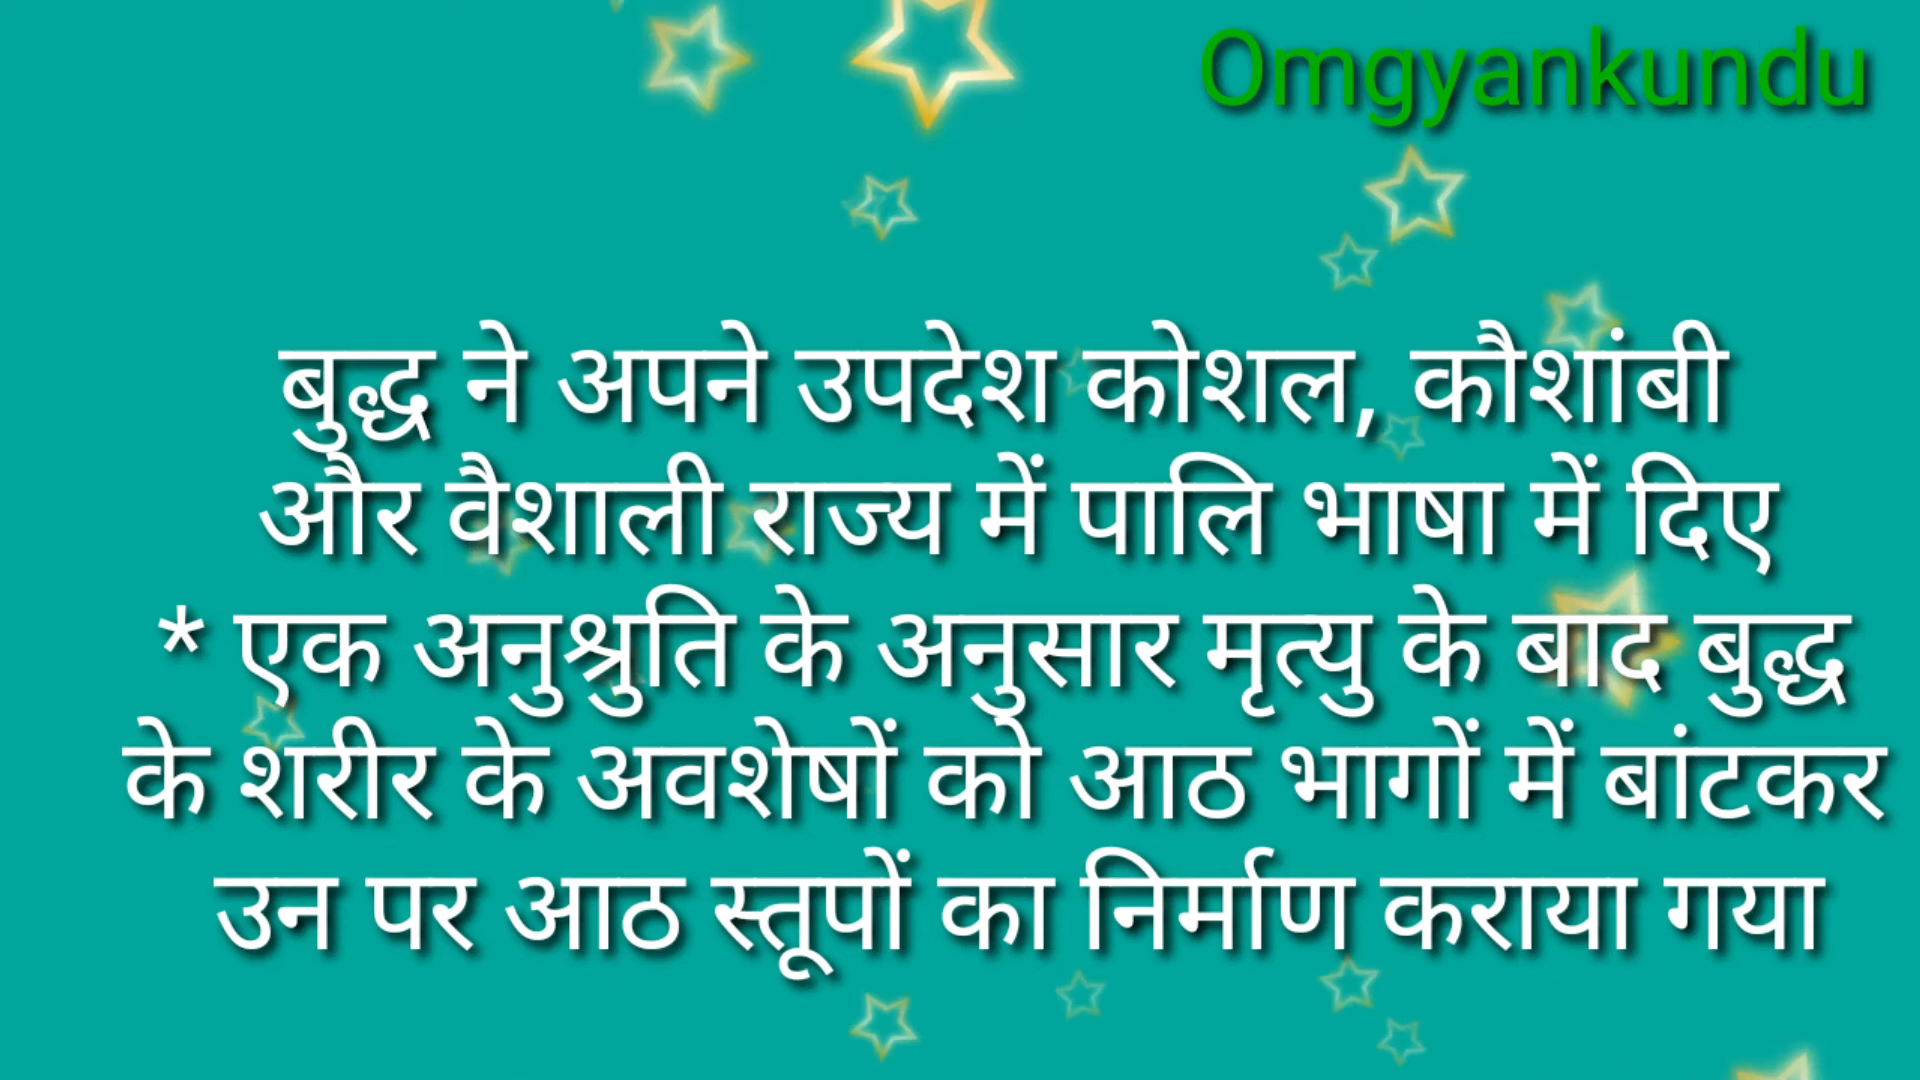 Omgyankundu
बुद्ध ने अपने उपदेश कोशल, कौशांबी
और वैशाली राज्य में पालि भाषा में दिए
* एक अनुश्रुति के अनुसार मृत्यु के बाद बुद्ध
के शरीर के अवशेषों को आठ भागों में बांटकर
उन पर आठ स्तूपों का निर्माण कराया गया